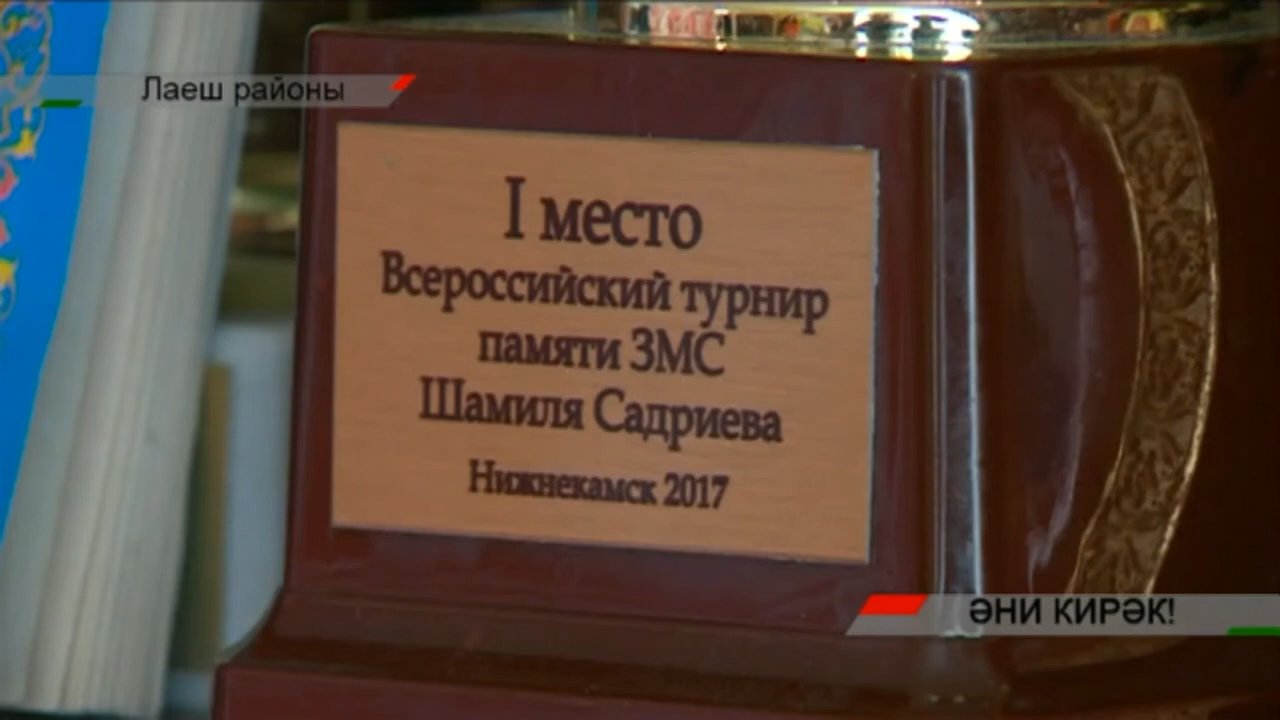 Лаеш районы
I место
Всероссийский турнир
памяти ЗМС
Шамиля Садриева
Нижнекамск 2017
ӘНИ КИРӘК!